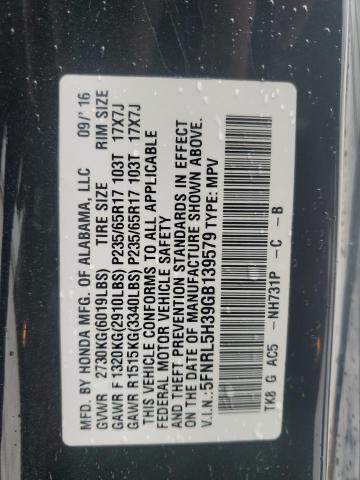 MFD. BY HONDA MFG. OF ALABAMA, LLC 09/'16
GVWR 2730KG(6019LBS) TIRE SIZE RIM SIZE
GAWR F 1320KG(2910LBS) P235/65R17 103T 17X7J
GAWR R1515KG(3340LBS) P235/65R17 103T 17X7J
THIS VEHICLE CONFORMS TO ALL APPLICABLE
FEDERAL MOTOR VEHICLE SAFETY
AND THEFT PREVENTION STANDARDS IN EFFECT
ON THE DATE OF MANUFACTURE SHOWN ABOVE.
V.I.N.:5FNRL5H39GB139579 TYPE: MPV
TK8 G AC5 -NH731P -C -B